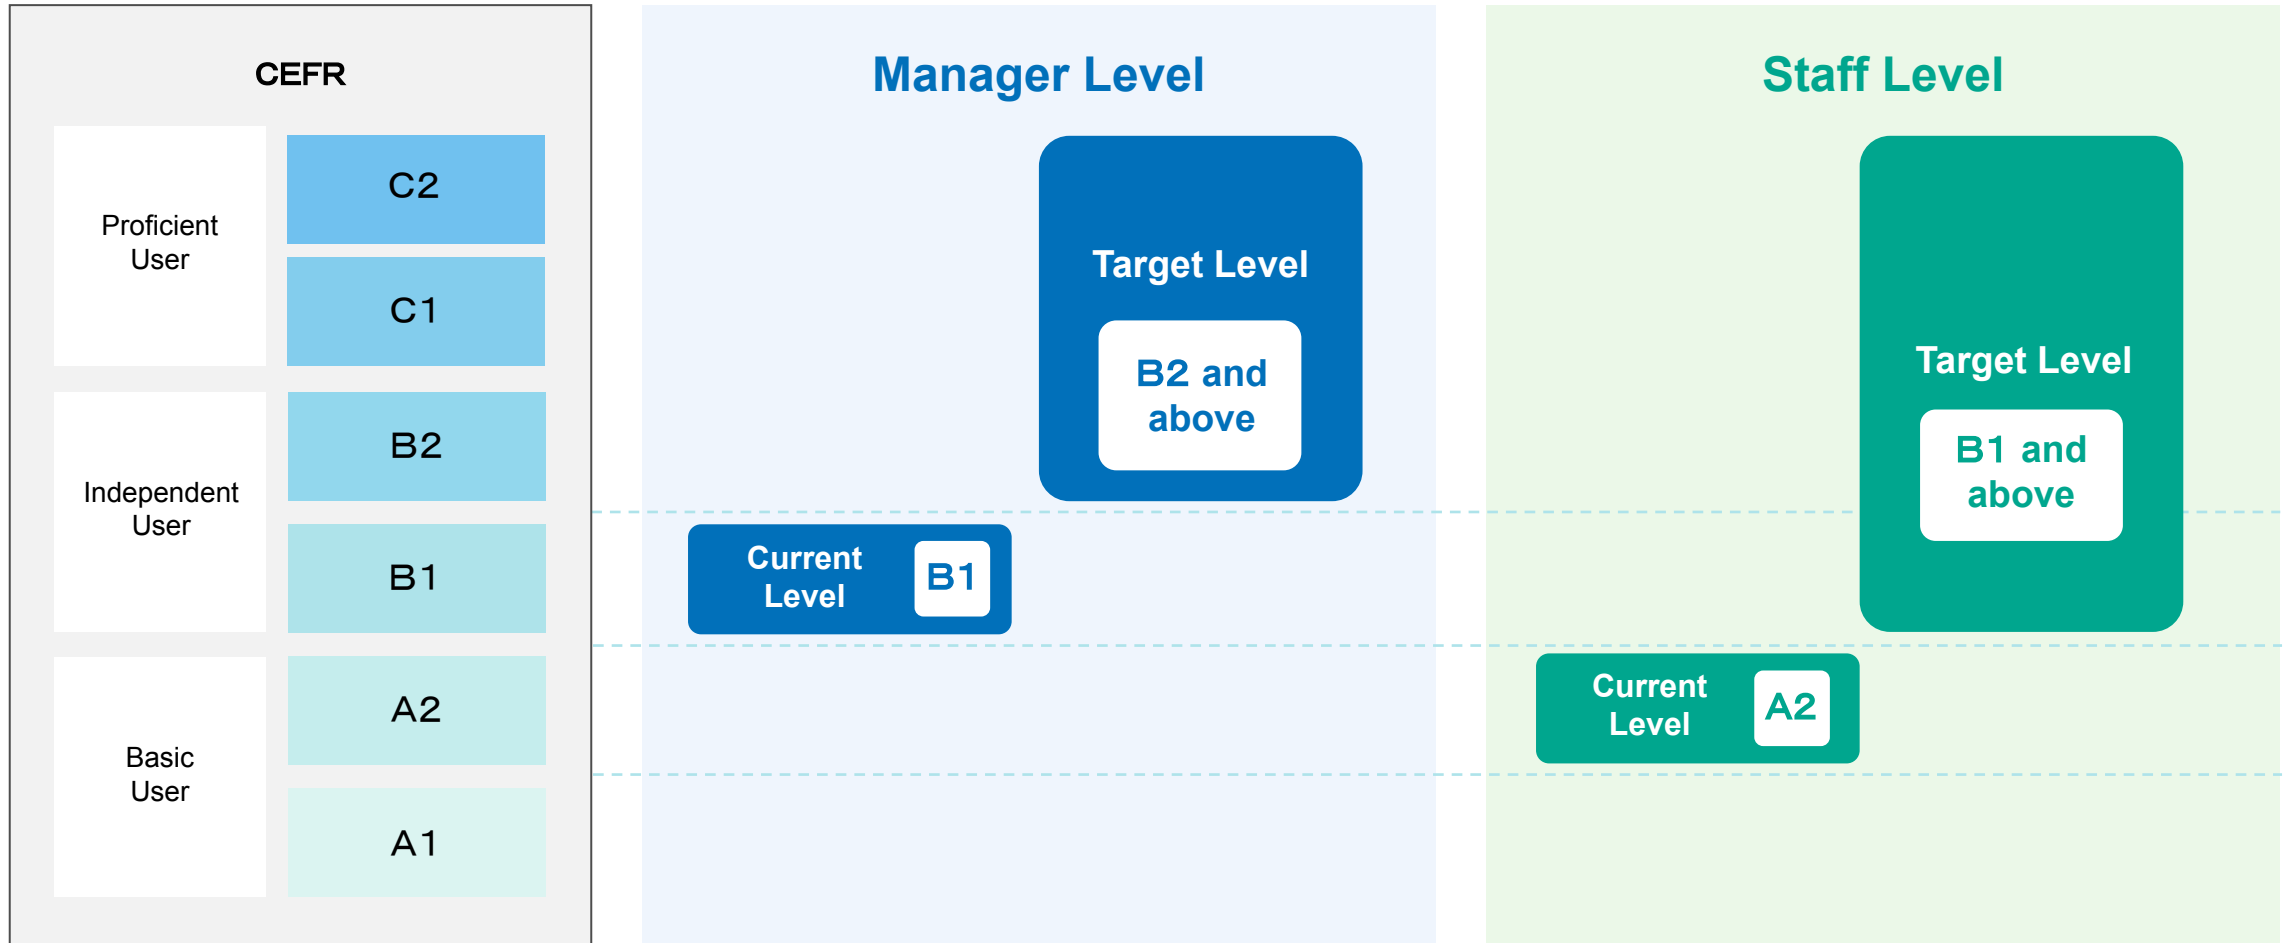 CEFR
Proficient
User
C2
C1
Independent
User
B2
B1
Basic
User
A2
A1
Manager Level
Target Level
B2 and
above
Current
Level
B1
Staff Level
Target Level
B1 and
above
Current
Level
A2